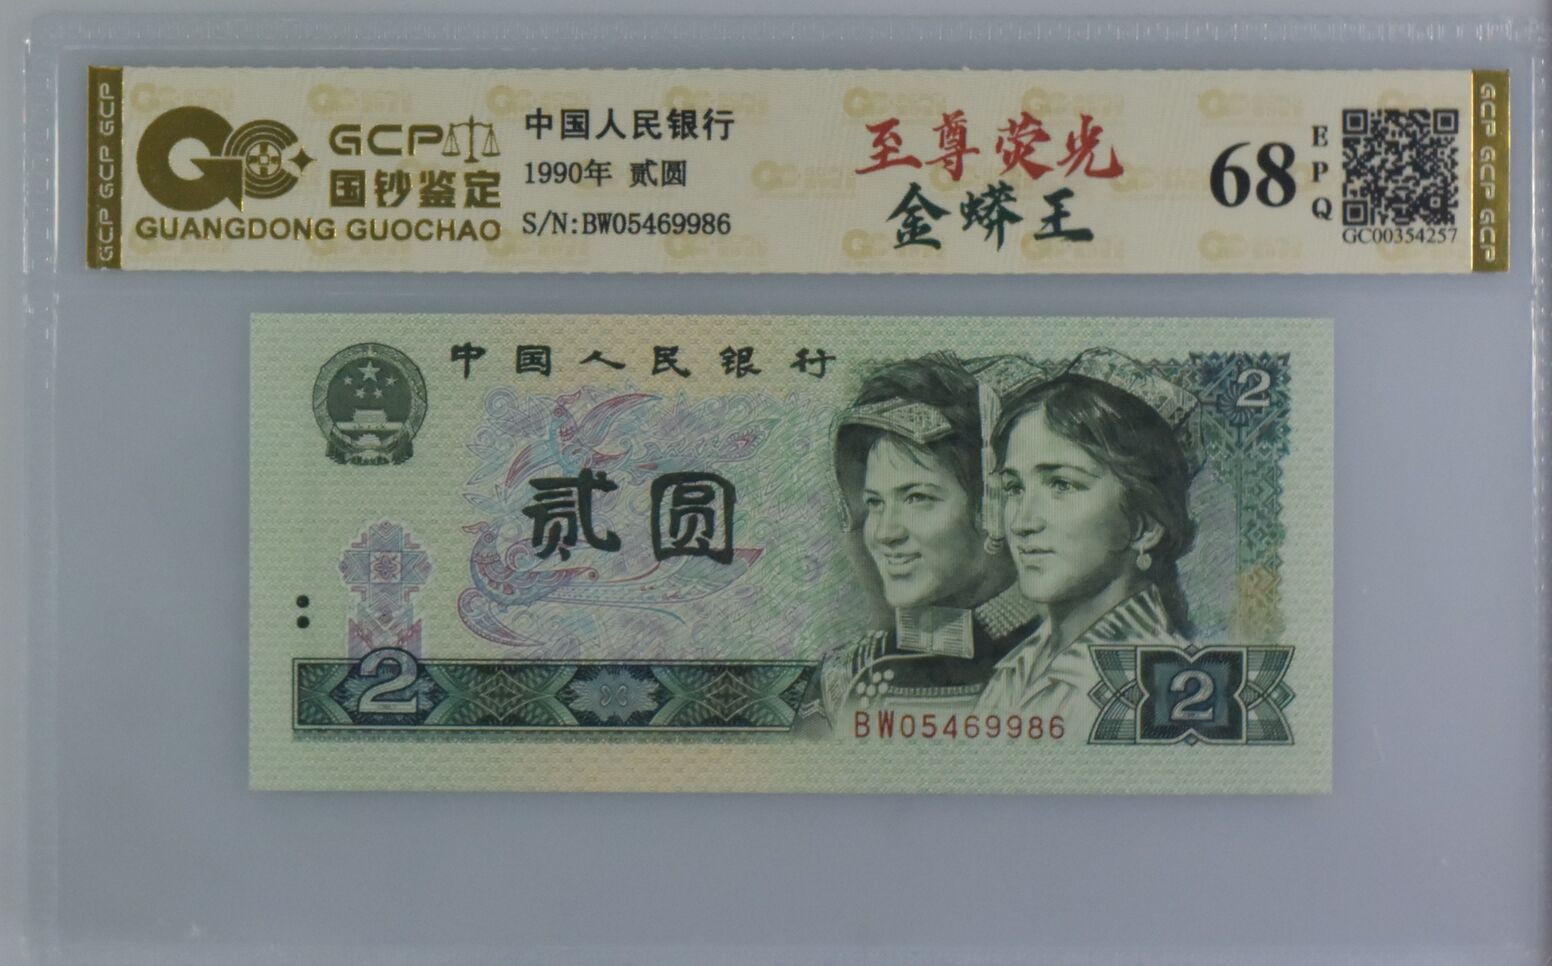 GCP GCP GCP
GCP
国钞鉴定
GUANGDONG GUOCHAO
中国人民银行
1990年 贰圆
S/N:BW05469986
至尊荧光
金蟒王
68
EPQ
GC00354257
GCP GCP GCP
中国人民银行
2
贰圆
2
BW05469986
2